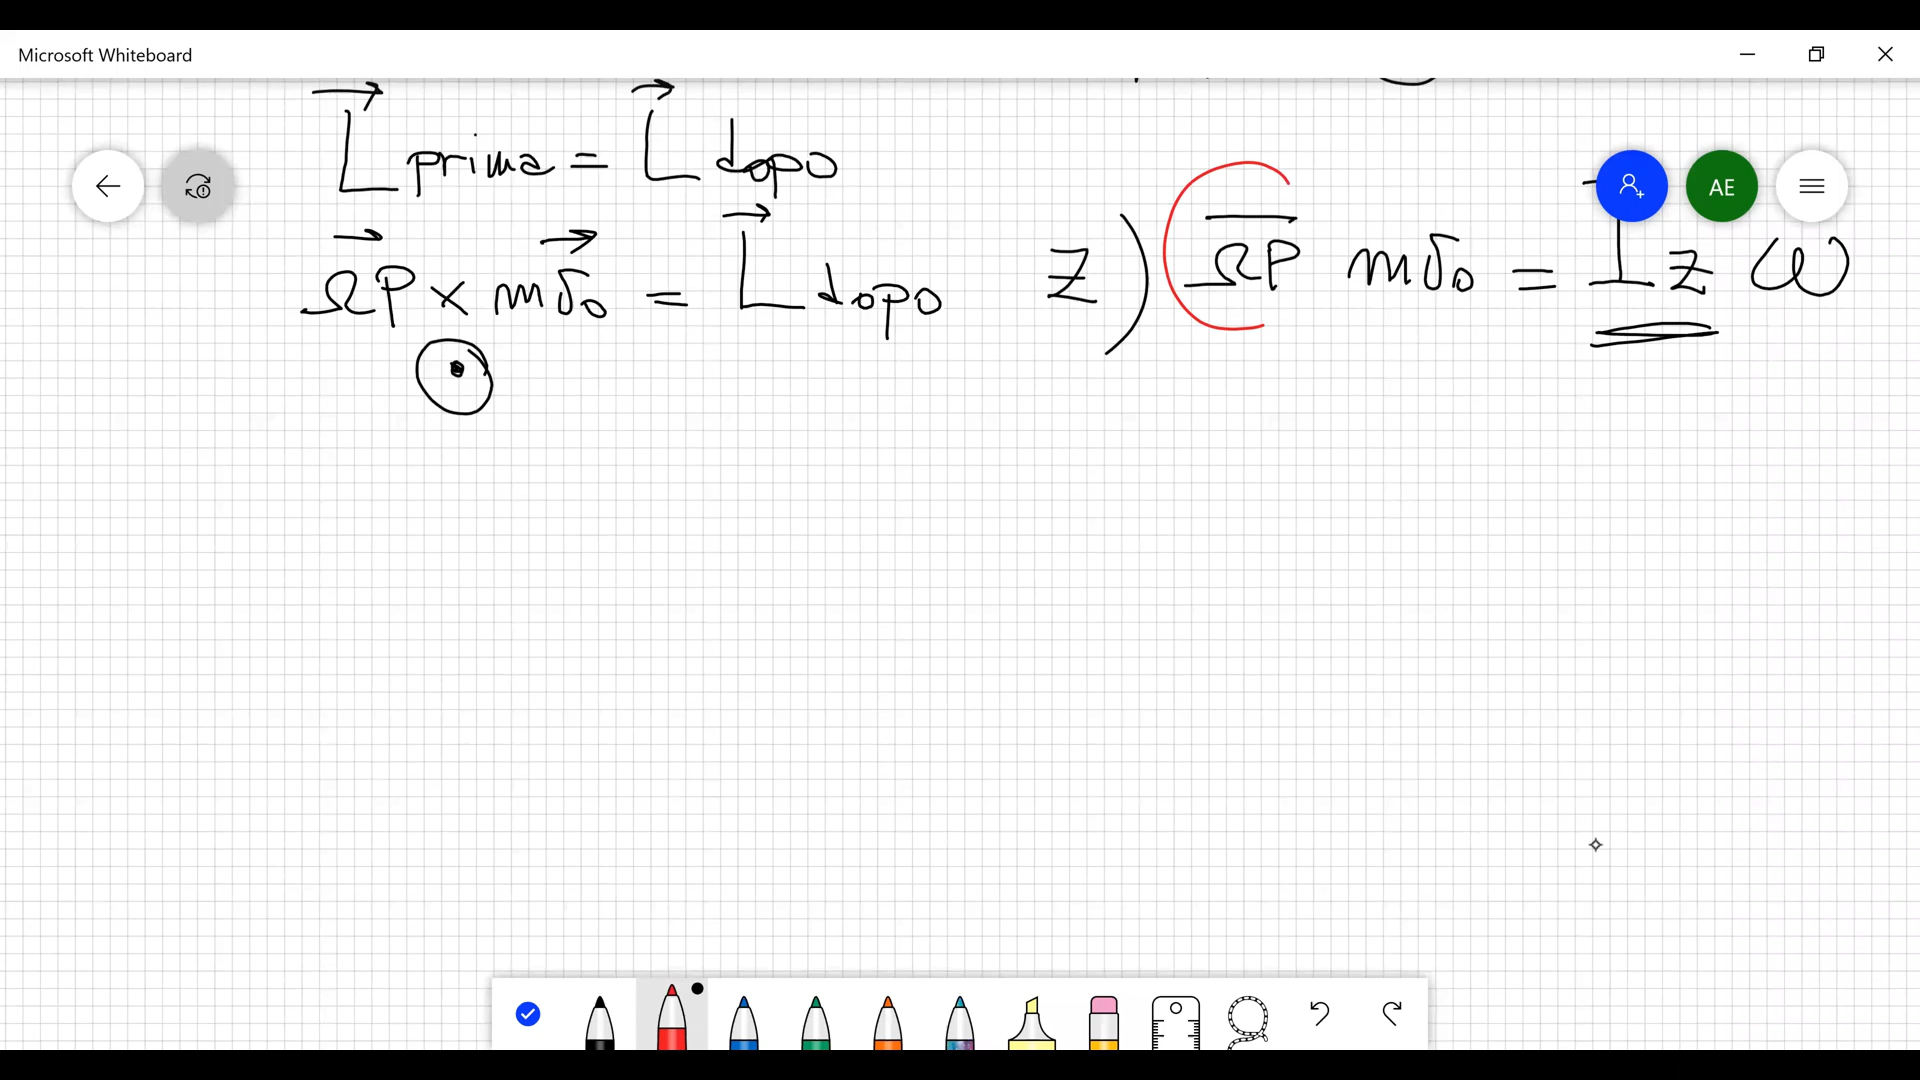 Microsoft Whiteboard
L prima = L dopo
AE
ΩP × mv₀ = L dopo
z) ΩP mv₀ = Iz ω